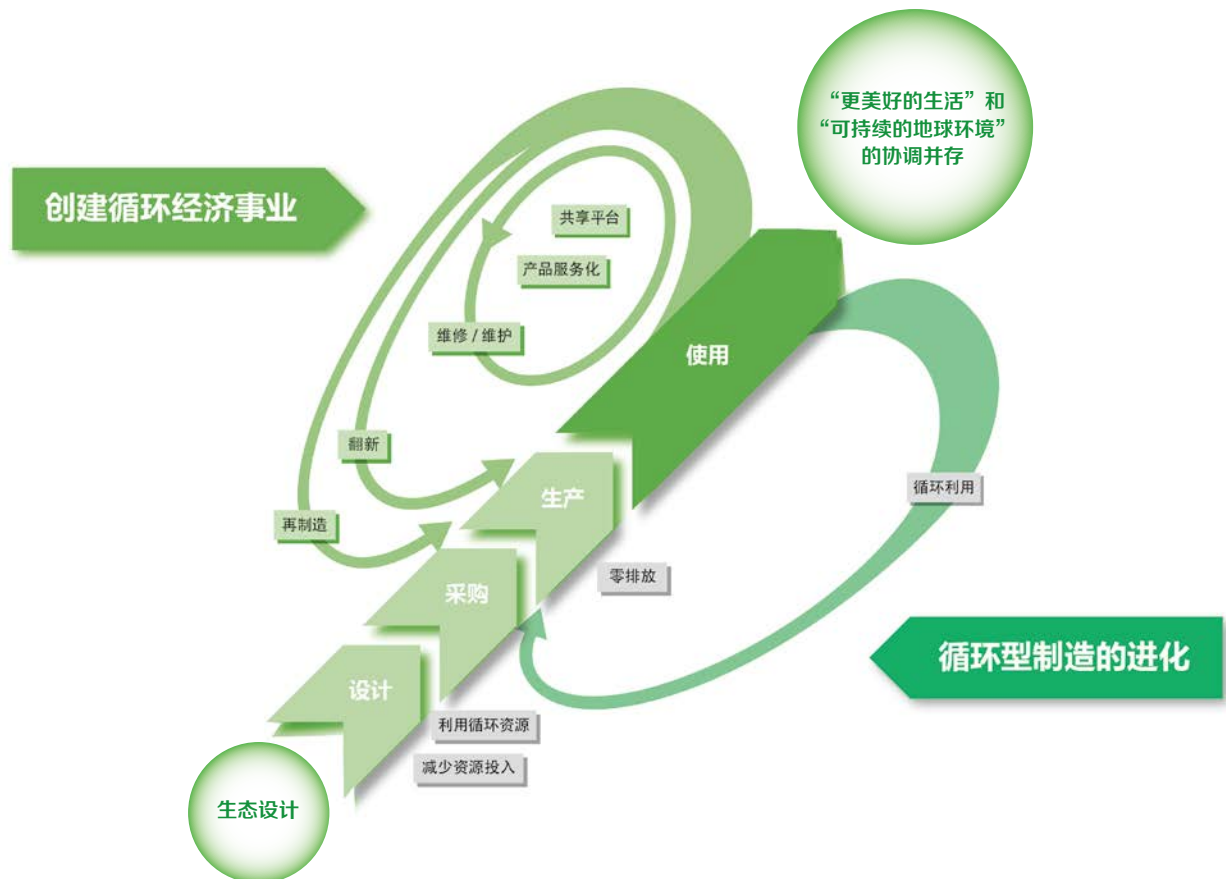 “更美好的生活”和
“可持续的地球环境”
的协调并存
创建循环经济事业
共享平台
产品服务化
维修 / 维护
使用
翻新
循环利用
生产
再制造
零排放
采购
循环型制造的进化
设计
利用循环资源
减少资源投入
生态设计